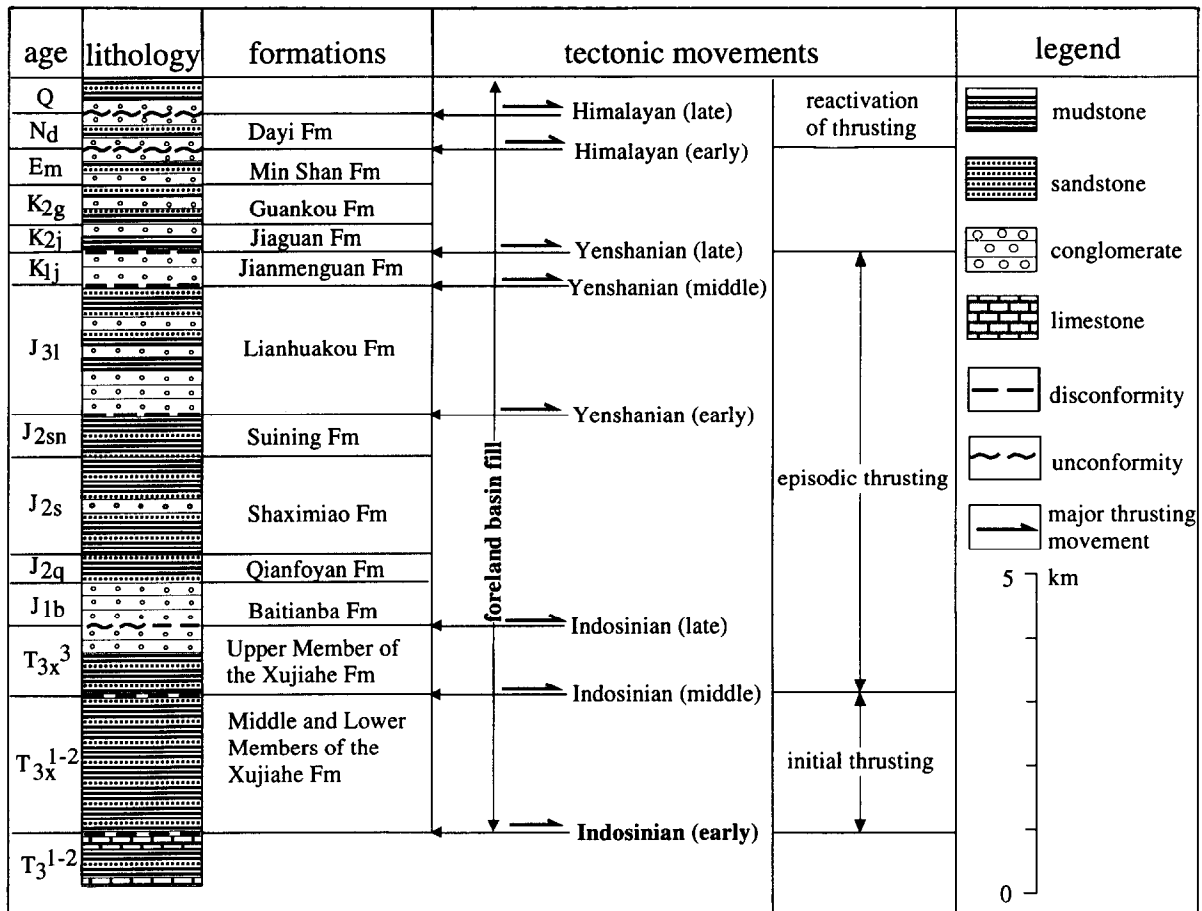 age lithology formations tectonic movements legend
Q
Nd
Em
K2g
K2j
K1j
J3l
J2sn
J2s
J2q
J1b
T3x3
T3x1-2
T31-2
Dayi Fm
Min Shan Fm
Guankou Fm
Jiaguan Fm
Jianmenguan Fm
Lianhuakou Fm
Suining Fm
Shaximiao Fm
Qianfoyan Fm
Baitianba Fm
Upper Member of
the Xujiahe Fm
Middle and Lower
Members of the
Xujiahe Fm
foreland basin fill
Himalayan (late)
Himalayan (early)
Yenshanian (late)
Yenshanian (middle)
Yenshanian (early)
Indosinian (late)
Indosinian (middle)
Indosinian (early)
reactivation
of thrusting
episodic thrusting
initial thrusting
mudstone
sandstone
conglomerate
limestone
disconformity
unconformity
major thrusting
movement
5 km
0